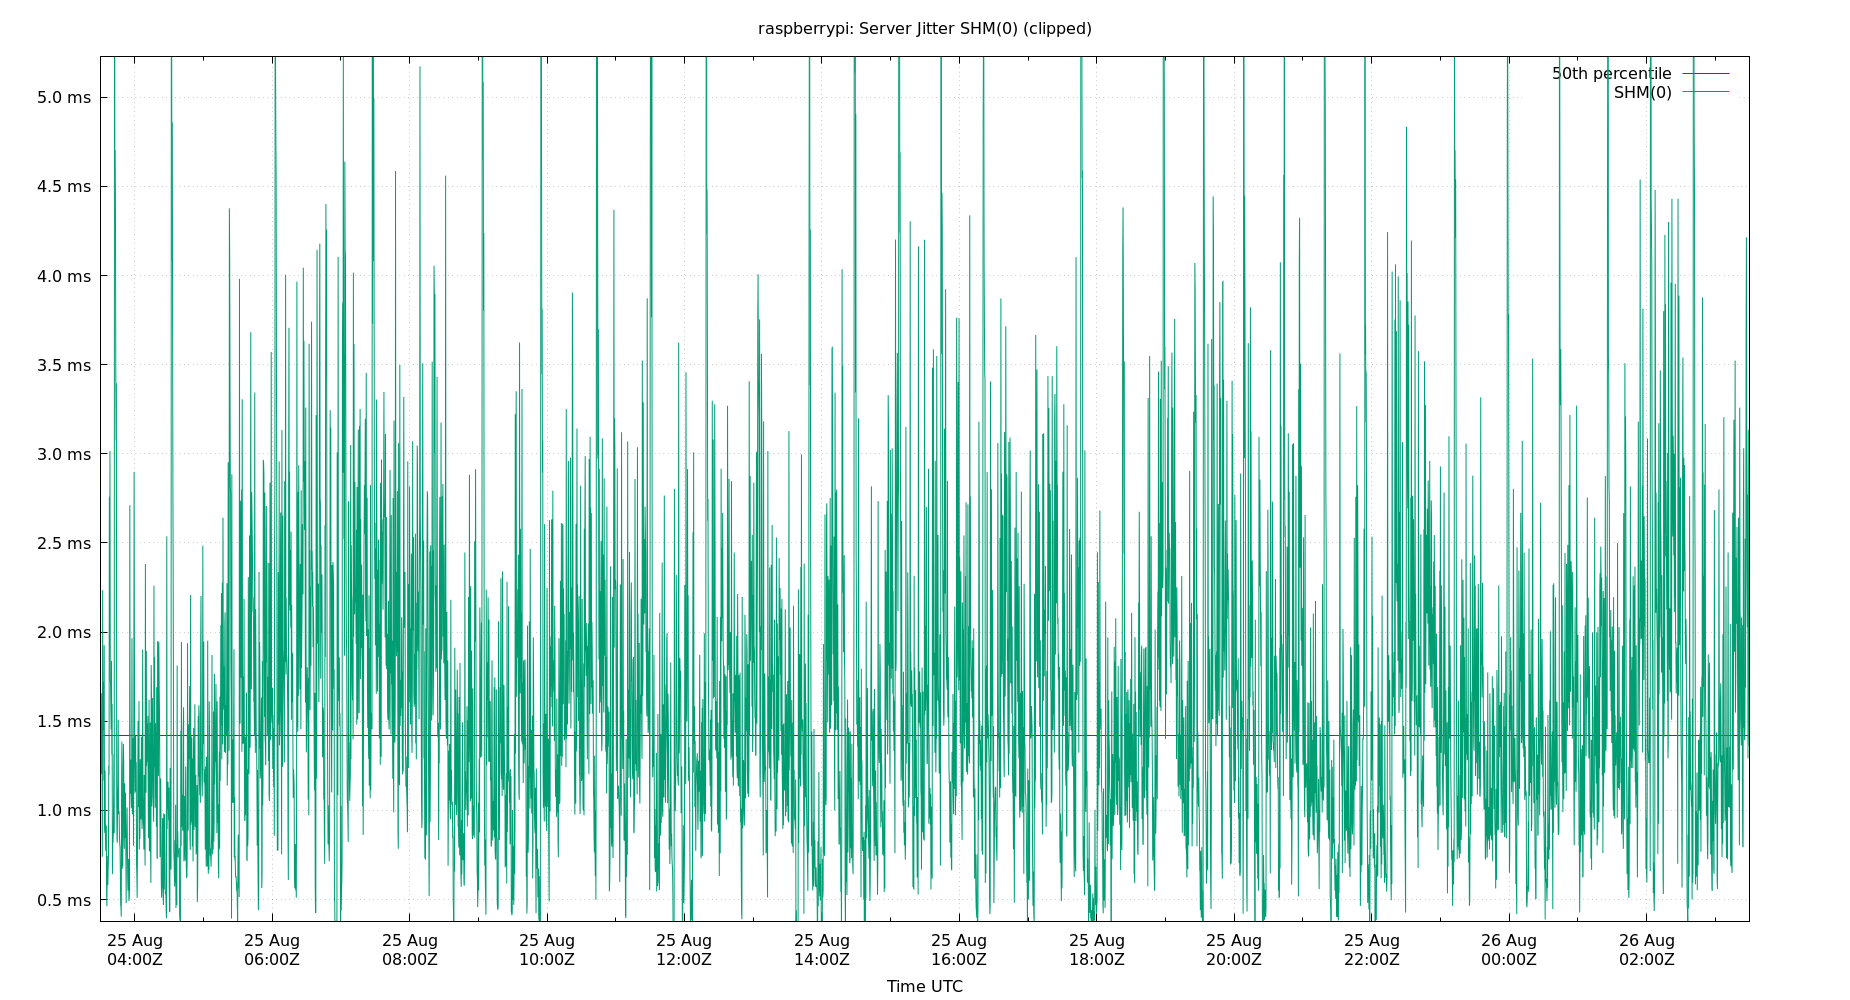 raspberrypi: Server Jitter SHM(0) (clipped)
50th percentile
SHM(0)
5.0 ms
4.5 ms
4.0 ms
3.5 ms
3.0 ms
2.5 ms
2.0 ms
1.5 ms
1.0 ms
0.5 ms
25 Aug 25 Aug 25 Aug 25 Aug 25 Aug 25 Aug 25 Aug 25 Aug 25 Aug 25 Aug 26 Aug 26 Aug
04:00Z 06:00Z 08:00Z 10:00Z 12:00Z 14:00Z 16:00Z 18:00Z 20:00Z 22:00Z 00:00Z 02:00Z
Time UTC